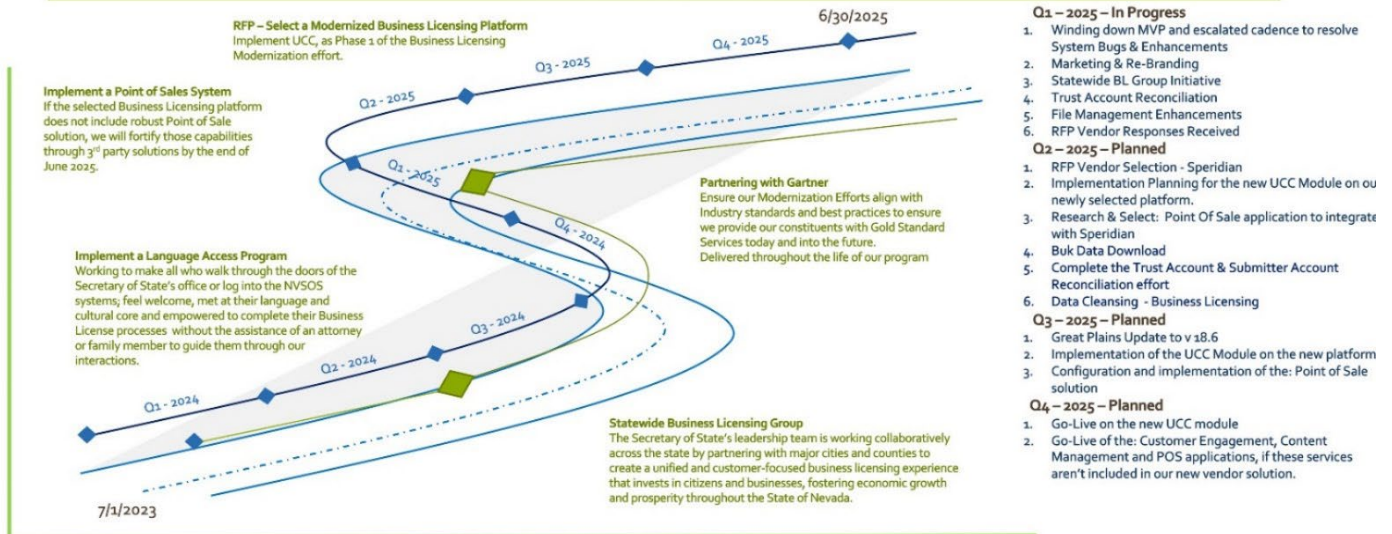 RFP – Select a Modernized Business Licensing Platform
Implement UCC, as Phase 1 of the Business Licensing
Modernization effort.
6/30/2025
Q4 - 2025
Q3 - 2025
Q2 - 2025
Q1 - 2025
Q4 - 2024
Q3 - 2024
Q2 - 2024
Q1 - 2024
7/1/2023
Implement a Point of Sales System
If the selected Business Licensing platform
does not include robust Point of Sale
solution, we will fortify those capabilities
through 3rd party solutions by the end of
June 2025.
Implement a Language Access Program
Working to make all who walk through the doors of the
Secretary of State's office or log into the NVSOS
systems; feel welcome, met at their language and
cultural core and empowered to complete their Business
License processes without the assistance of an attorney
or family member to guide them through our
interactions.
Partnering with Gartner
Ensure our Modernization Efforts align with
Industry standards and best practices to ensure
we provide our constituents with Gold Standard
Services today and into the future.
Delivered throughout the life of our program
Statewide Business Licensing Group
The Secretary of State's leadership team is working collaboratively
across the state by partnering with major cities and counties to
create a unified and customer-focused business licensing experience
that invests in citizens and businesses, fostering economic growth
and prosperity throughout the State of Nevada.
Q1 – 2025 – In Progress
1. Winding down MVP and escalated cadence to resolve
System Bugs & Enhancements
2. Marketing & Re-Branding
3. Statewide BL Group Initiative
4. Trust Account Reconciliation
5. File Management Enhancements
6. RFP Vendor Responses Received
Q2 – 2025 – Planned
1. RFP Vendor Selection - Speridian
2. Implementation Planning for the new UCC Module on ou
newly selected platform.
3. Research & Select: Point Of Sale application to integrate
with Speridian
4. Buk Data Download
5. Complete the Trust Account & Submitter Account
Reconciliation effort
6. Data Cleansing - Business Licensing
Q3 – 2025 – Planned
1. Great Plains Update to v 18.6
2. Implementation of the UCC Module on the new platform
3. Configuration and implementation of the: Point of Sale
solution
Q4 – 2025 – Planned
1. Go-Live on the new UCC module
2. Go-Live of the: Customer Engagement, Content
Management and POS applications, if these services
aren't included in our new vendor solution.